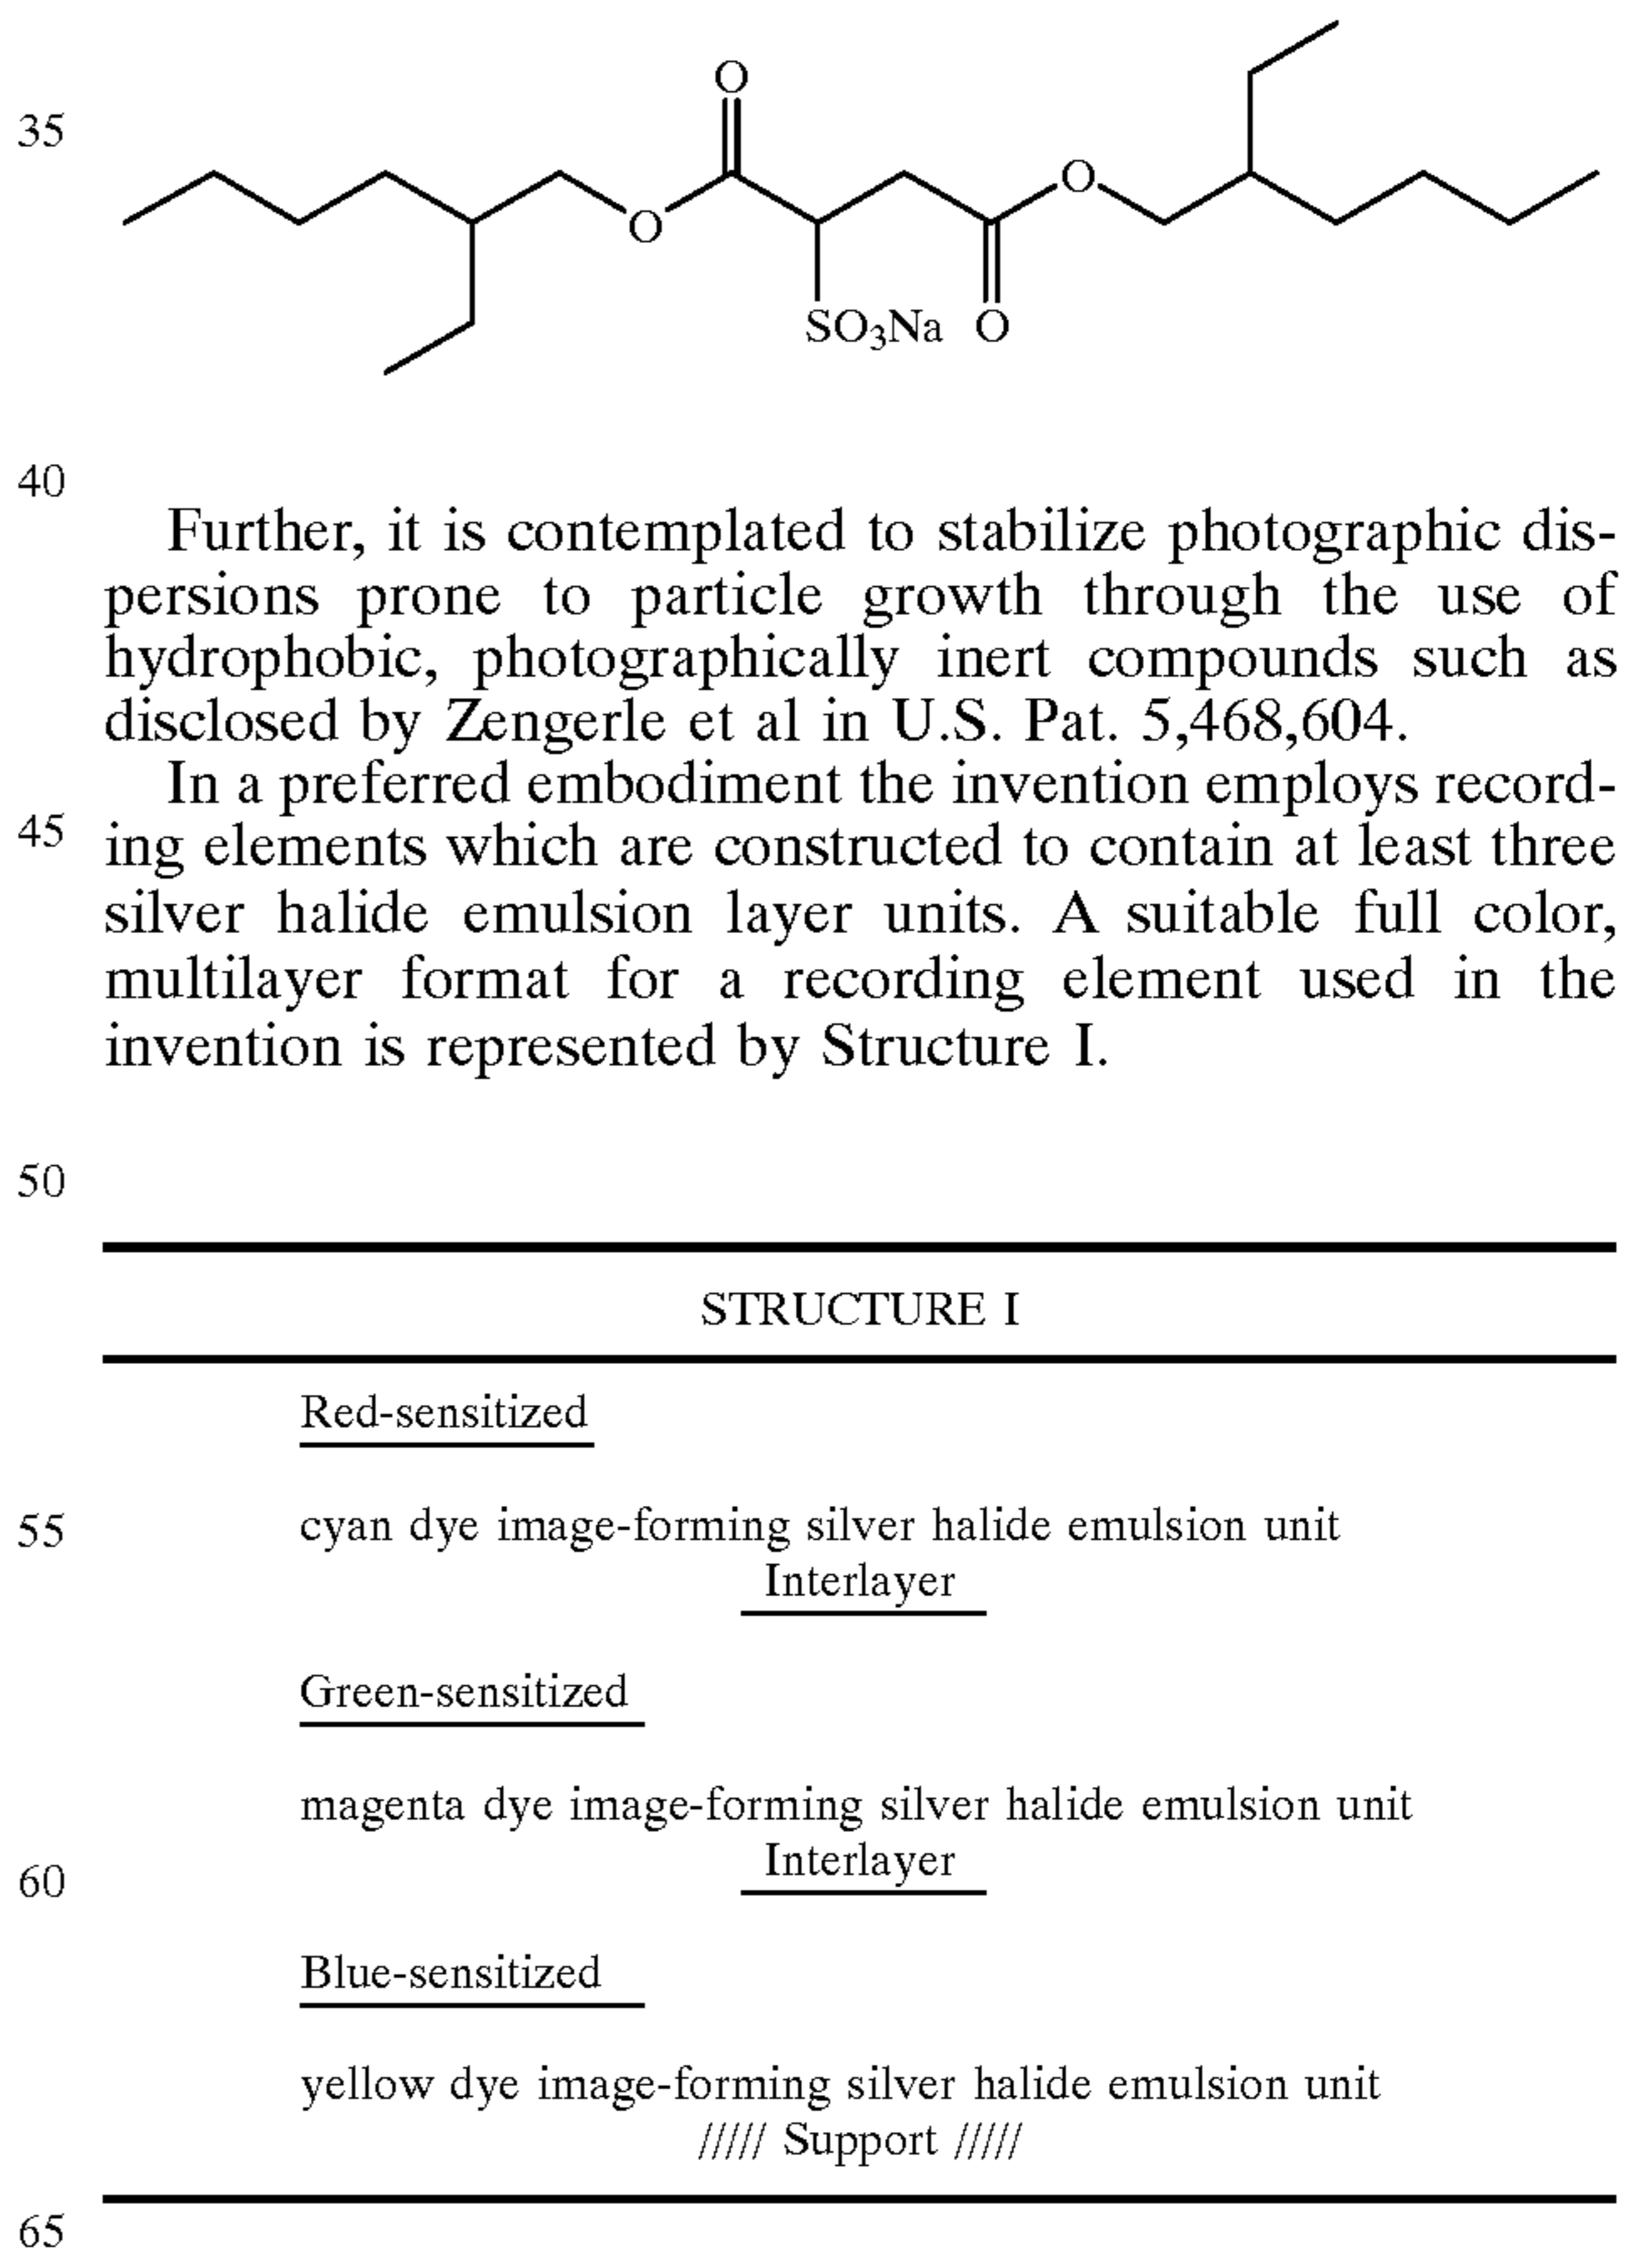 35
O
O
O
SO3Na O
40
Further, it is contemplated to stabilize photographic dis-
persions prone to particle growth through the use of
hydrophobic, photographically inert compounds such as
disclosed by Zengerle et al in U.S. Pat. 5,468,604.
In a preferred embodiment the invention employs record-
45
ing elements which are constructed to contain at least three
silver halide emulsion layer units. A suitable full color,
multilayer format for a recording element used in the
invention is represented by Structure I.
50
STRUCTURE I
Red-sensitized
55
cyan dye image-forming silver halide emulsion unit
Interlayer
Green-sensitized
magenta dye image-forming silver halide emulsion unit
Interlayer
60
Blue-sensitized
yellow dye image-forming silver halide emulsion unit
///// Support /////
65